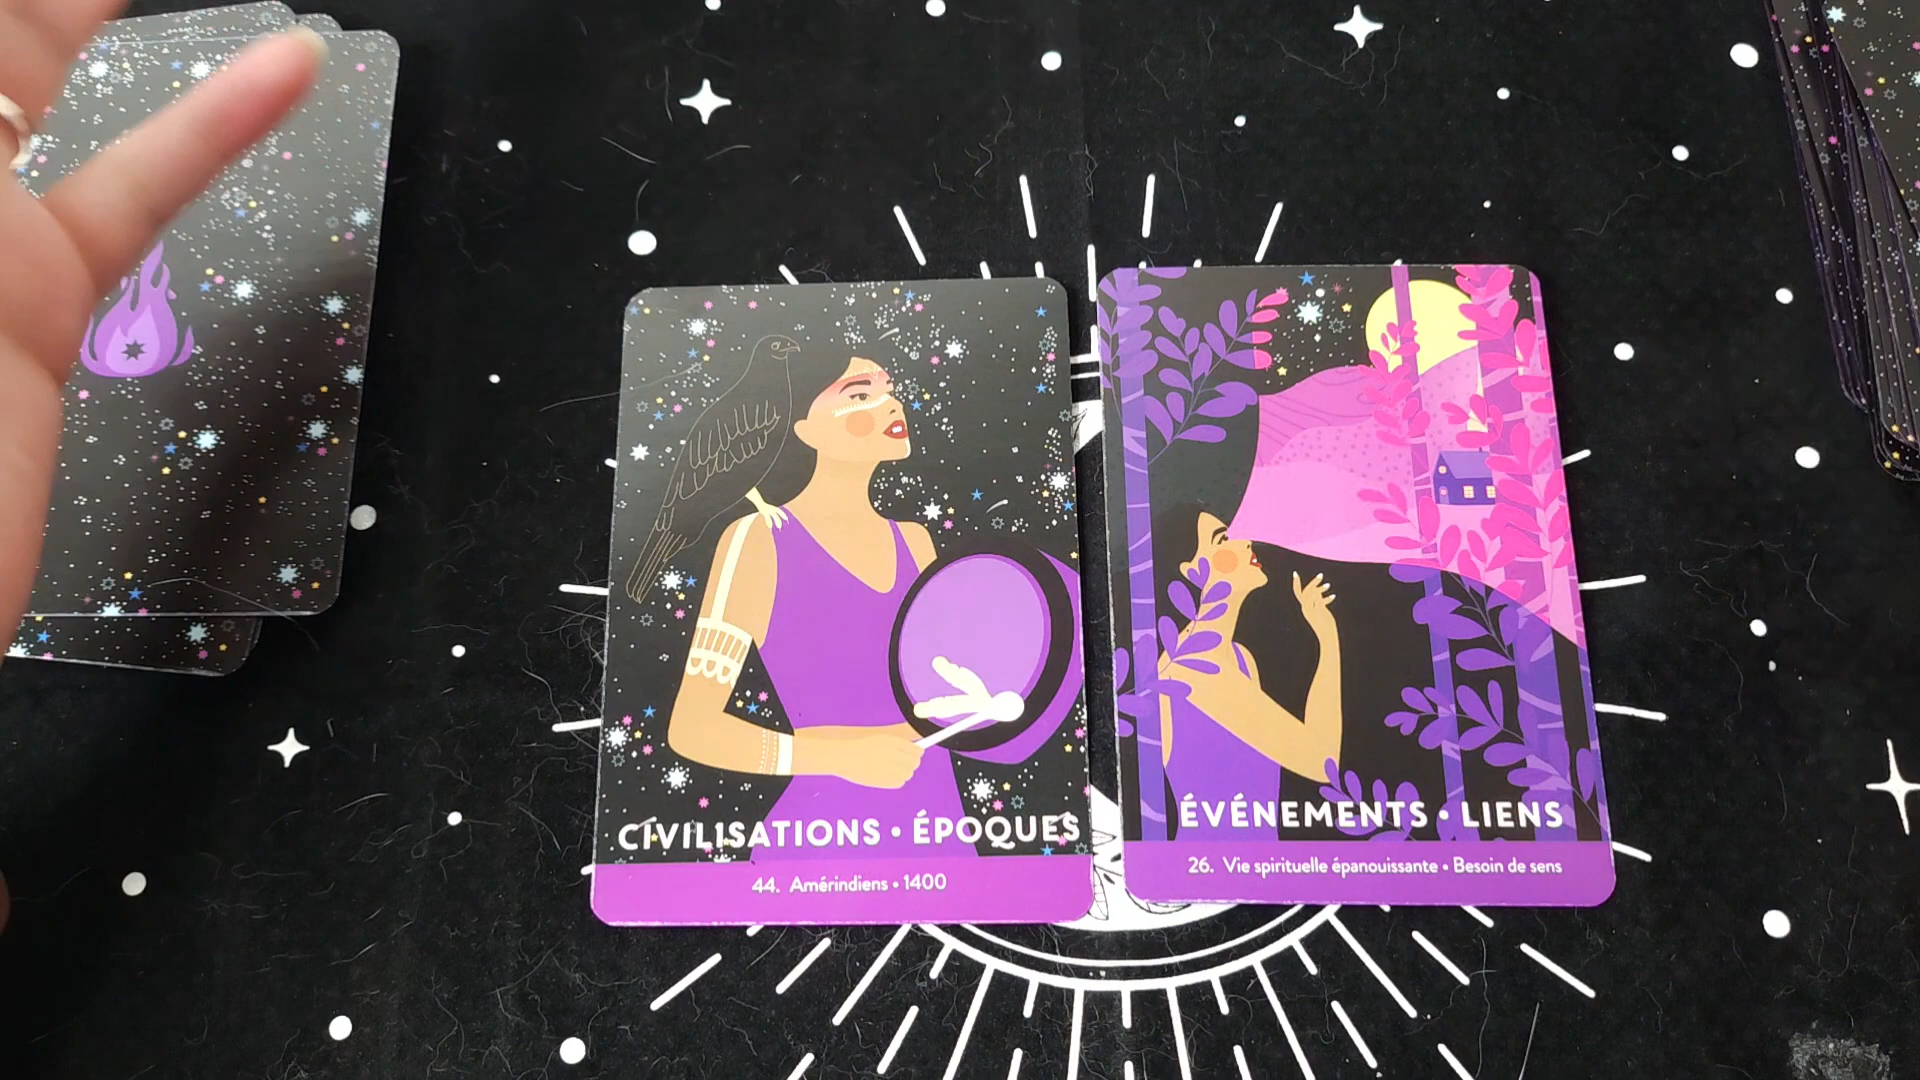 CIVILISATIONS • ÉPOQUES
44. Amérindiens • 1400
ÉVÉNEMENTS • LIENS
26. Vie spirituelle épanouissante • Besoin de sens